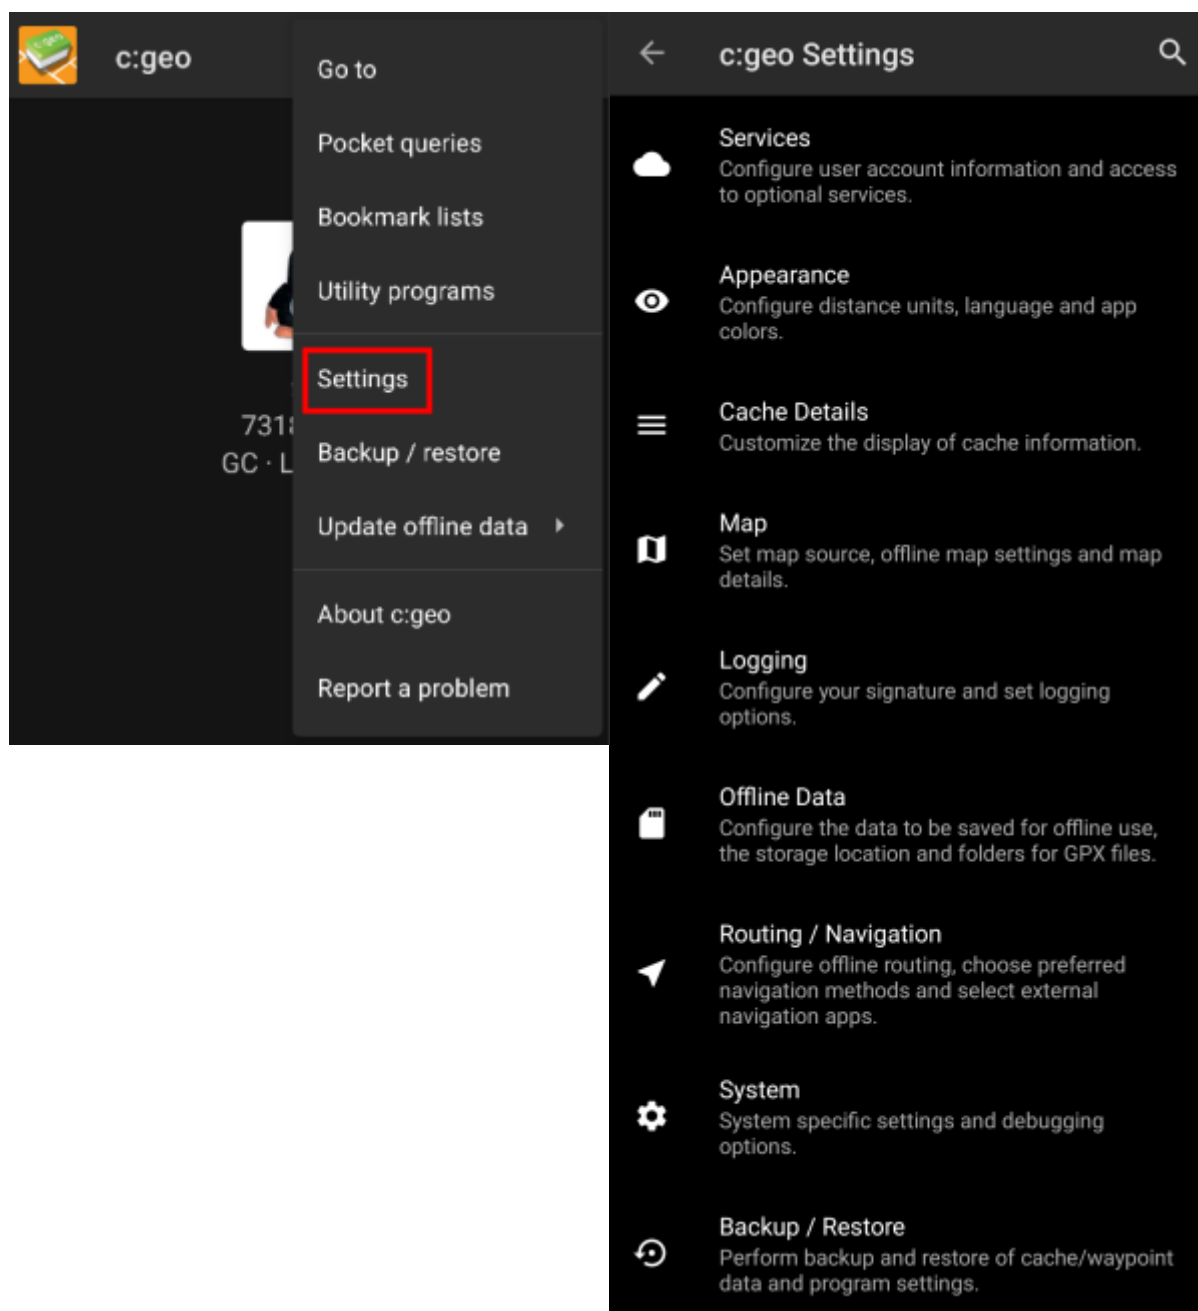 c:geo
Go to
Pocket queries
Bookmark lists
Utility programs
Settings
7318
GC · L
Backup / restore
Update offline data
About c:geo
Report a problem
c:geo Settings
Services
Configure user account information and access
to optional services.
Appearance
Configure distance units, language and app
colors.
Cache Details
Customize the display of cache information.
Map
Set map source, offline map settings and map
details.
Logging
Configure your signature and set logging
options.
Offline Data
Configure the data to be saved for offline use,
the storage location and folders for GPX files.
Routing / Navigation
Configure offline routing, choose preferred
navigation methods and select external
navigation apps.
System
System specific settings and debugging
options.
Backup / Restore
Perform backup and restore of cache/waypoint
data and program settings.